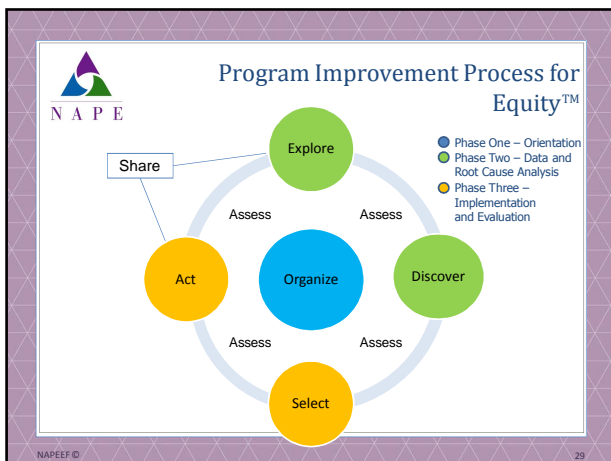 Program Improvement Process for
Equity™
N A P E
Phase One – Orientation
Phase Two – Data and
Root Cause Analysis
Phase Three –
Implementation
and Evaluation
Explore
Share
Assess
Assess
Act
Organize
Discover
Assess
Assess
Select
NAPEEF ©
29